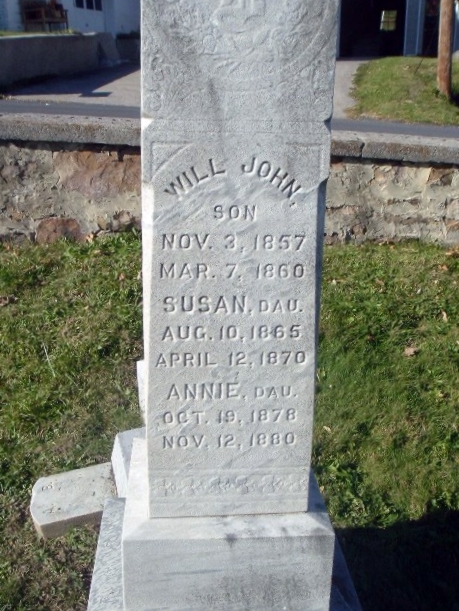 WILL JOHN,
SON
NOV. 3, 1857
MAR. 7, 1860
SUSAN, DAU.
AUG. 10, 1865
APRIL 12, 1870
ANNIE, DAU.
OCT. 19, 1878
NOV. 12, 1880